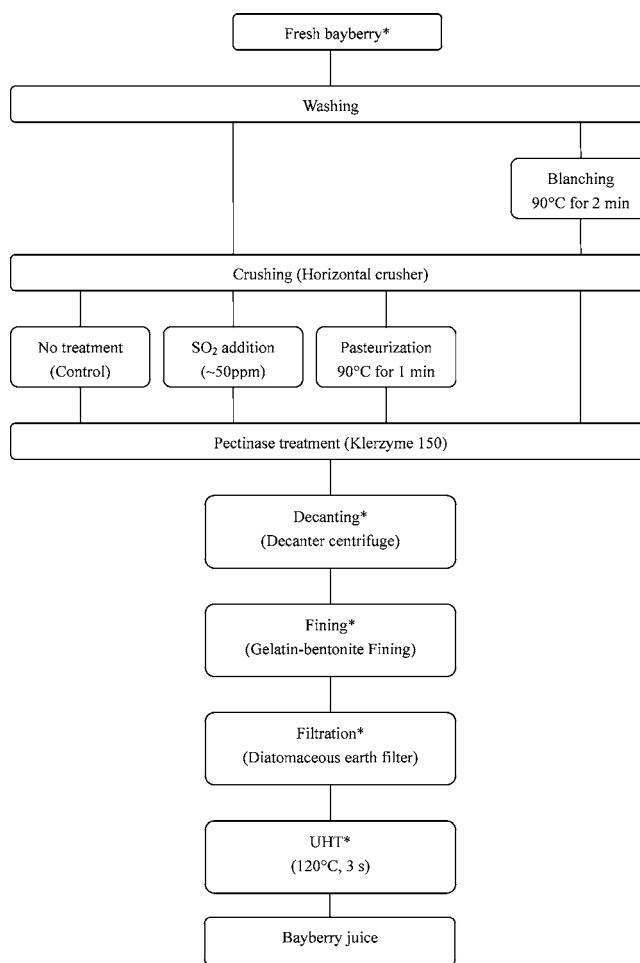 Fresh bayberry*
Washing
Blanching
90°C for 2 min
Crushing (Horizontal crusher)
No treatment
(Control)
SO₂ addition
(~50ppm)
Pasteurization
90°C for 1 min
Pectinase treatment (Klerzyme 150)
Decanting*
(Decanter centrifuge)
Fining*
(Gelatin-bentonite Fining)
Filtration*
(Diatomaceous earth filter)
UHT*
(120°C, 3 s)
Bayberry juice